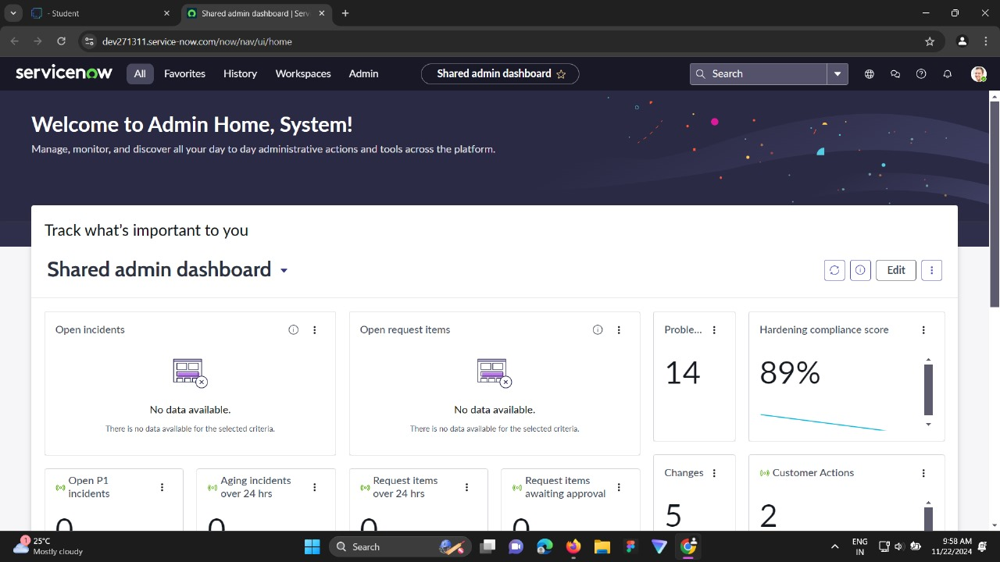 - Student
Shared admin dashboard | Serv
dev271311.service-now.com/now/nav/ui/home
servicenow
All
Favorites
History
Workspaces
Admin
Shared admin dashboard
Search
Welcome to Admin Home, System!
Manage, monitor, and discover all your day to day administrative actions and tools across the platform.
Track what's important to you
Shared admin dashboard
Edit
Open incidents
No data available.
There is no data available for the selected criteria.
Open request items
No data available.
There is no data available for the selected criteria.
Proble...
14
Hardening compliance score
89%
Open P1
incidents
0
Aging incidents
over 24 hrs
0
Request items
over 24 hrs
0
Request items
awaiting approval
0
Changes
5
Customer Actions
2
1
25°C
Mostly cloudy
Search
ENG
IN
9:58 AM
11/22/2024